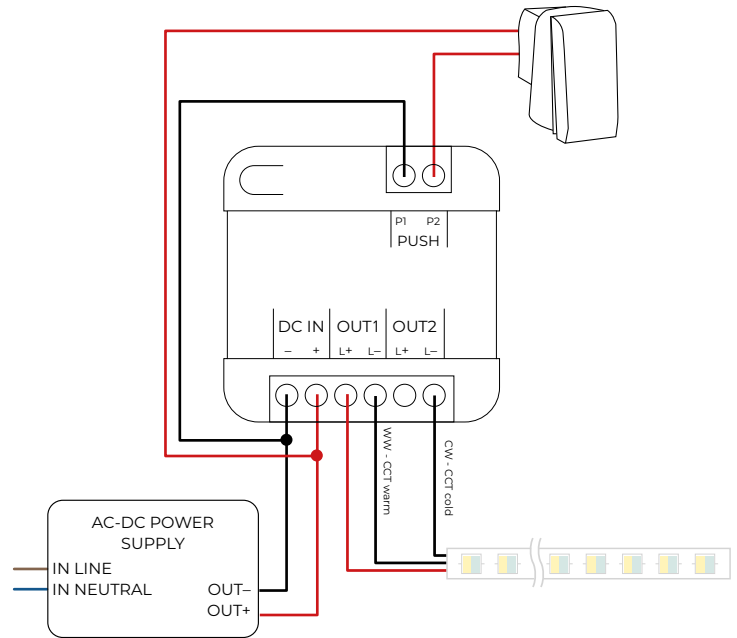 P1 P2
PUSH
DC IN OUT1 OUT2
– + L+ L– L+ L–
WW - CCT warm
CW - CCT cold
AC-DC POWER
SUPPLY
IN LINE
IN NEUTRAL
OUT–
OUT+